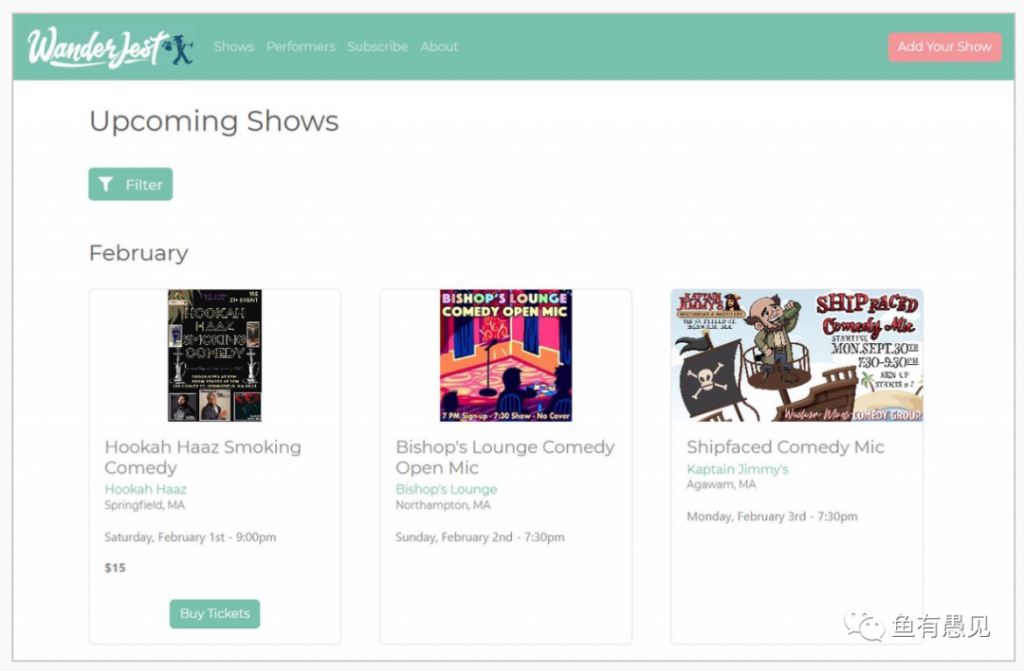 WanderJest
Shows Performers Subscribe About
Add Your Show
Upcoming Shows
Filter
February
21+ EVENT
HOOKAH
HAAZ
SMOKING
COMEDY
BISHOP'S LOUNGE
COMEDY OPEN MIC
7 PM Sign-up - 7:30 Show - No Cover
KAPTAIN
JIMMY'S
AGAWAM, MA
SHIPFACED
Comedy Mic
STARTING
MON.SEPT.30TH
7:30-9:30PM
SIGN UP
STARTS @ 7
COMEDY GROUP
Hookah Haaz Smoking
Comedy
Hookah Haaz
Springfield, MA
Saturday, February 1st - 9:00pm
$15
Buy Tickets
Bishop's Lounge Comedy
Open Mic
Bishop's Lounge
Northampton, MA
Sunday, February 2nd - 7:30pm
Shipfaced Comedy Mic
Kaptain Jimmy's
Agawam, MA
Monday, February 3rd - 7:30pm
鱼有愚见